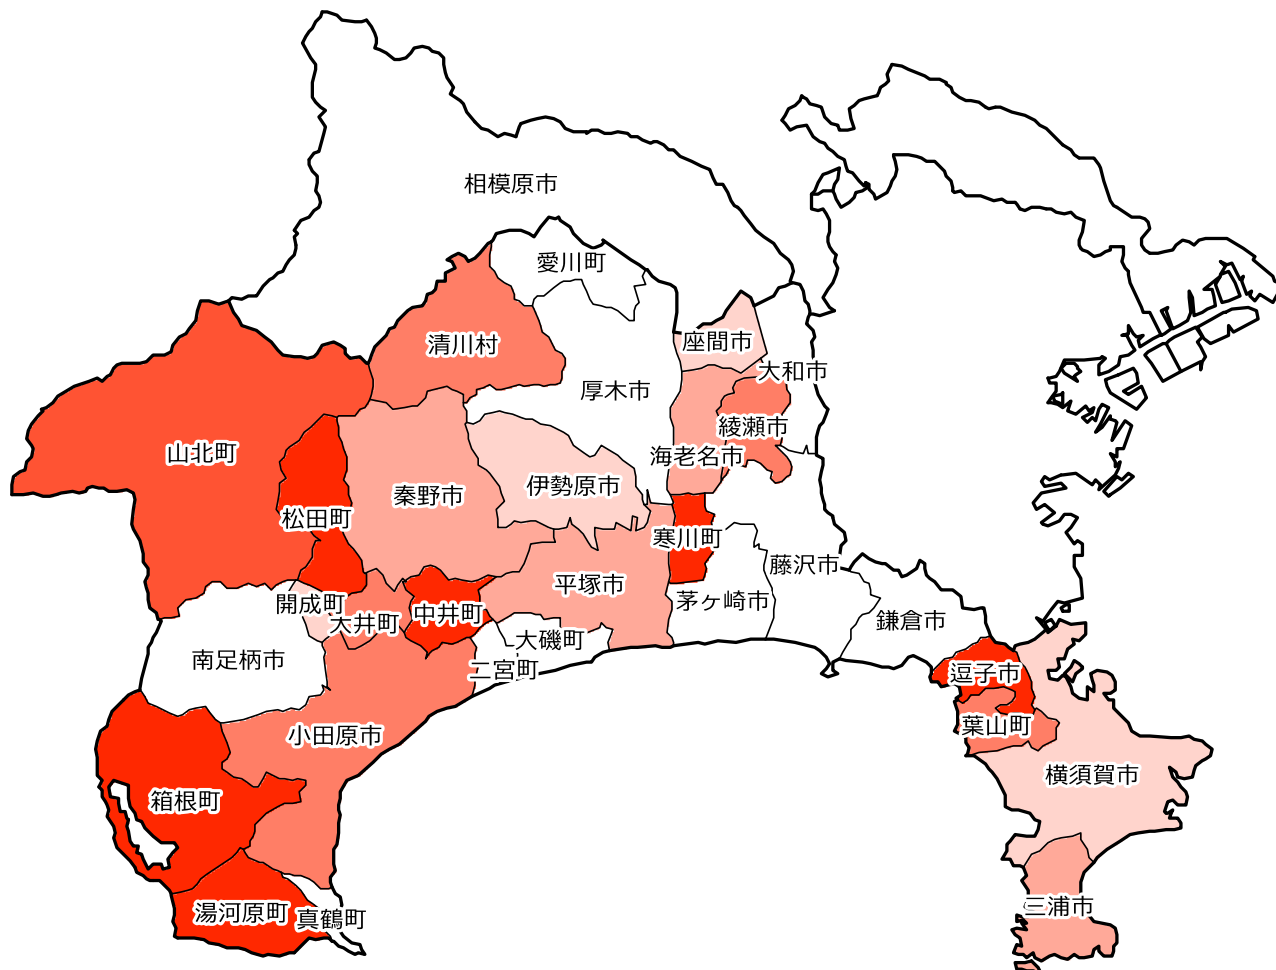 相模原市
愛川町
清川村
座間市
大和市
厚木市
綾瀬市
山北町
海老名市
伊勢原市
秦野市
松田町
寒川町
藤沢市
平塚市
茅ヶ崎市
開成町
中井町
大井町
鎌倉市
大磯町
南足柄市
二宮町
逗子市
葉山町
小田原市
横須賀市
箱根町
三浦市
湯河原町
真鶴町